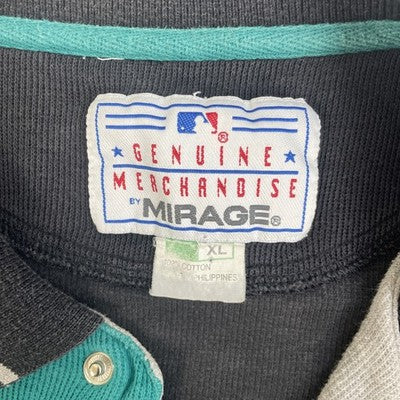 ®
GENUINE
MERCHANDISE
BY MIRAGE®
XL
COTTON
PHILIPPINES